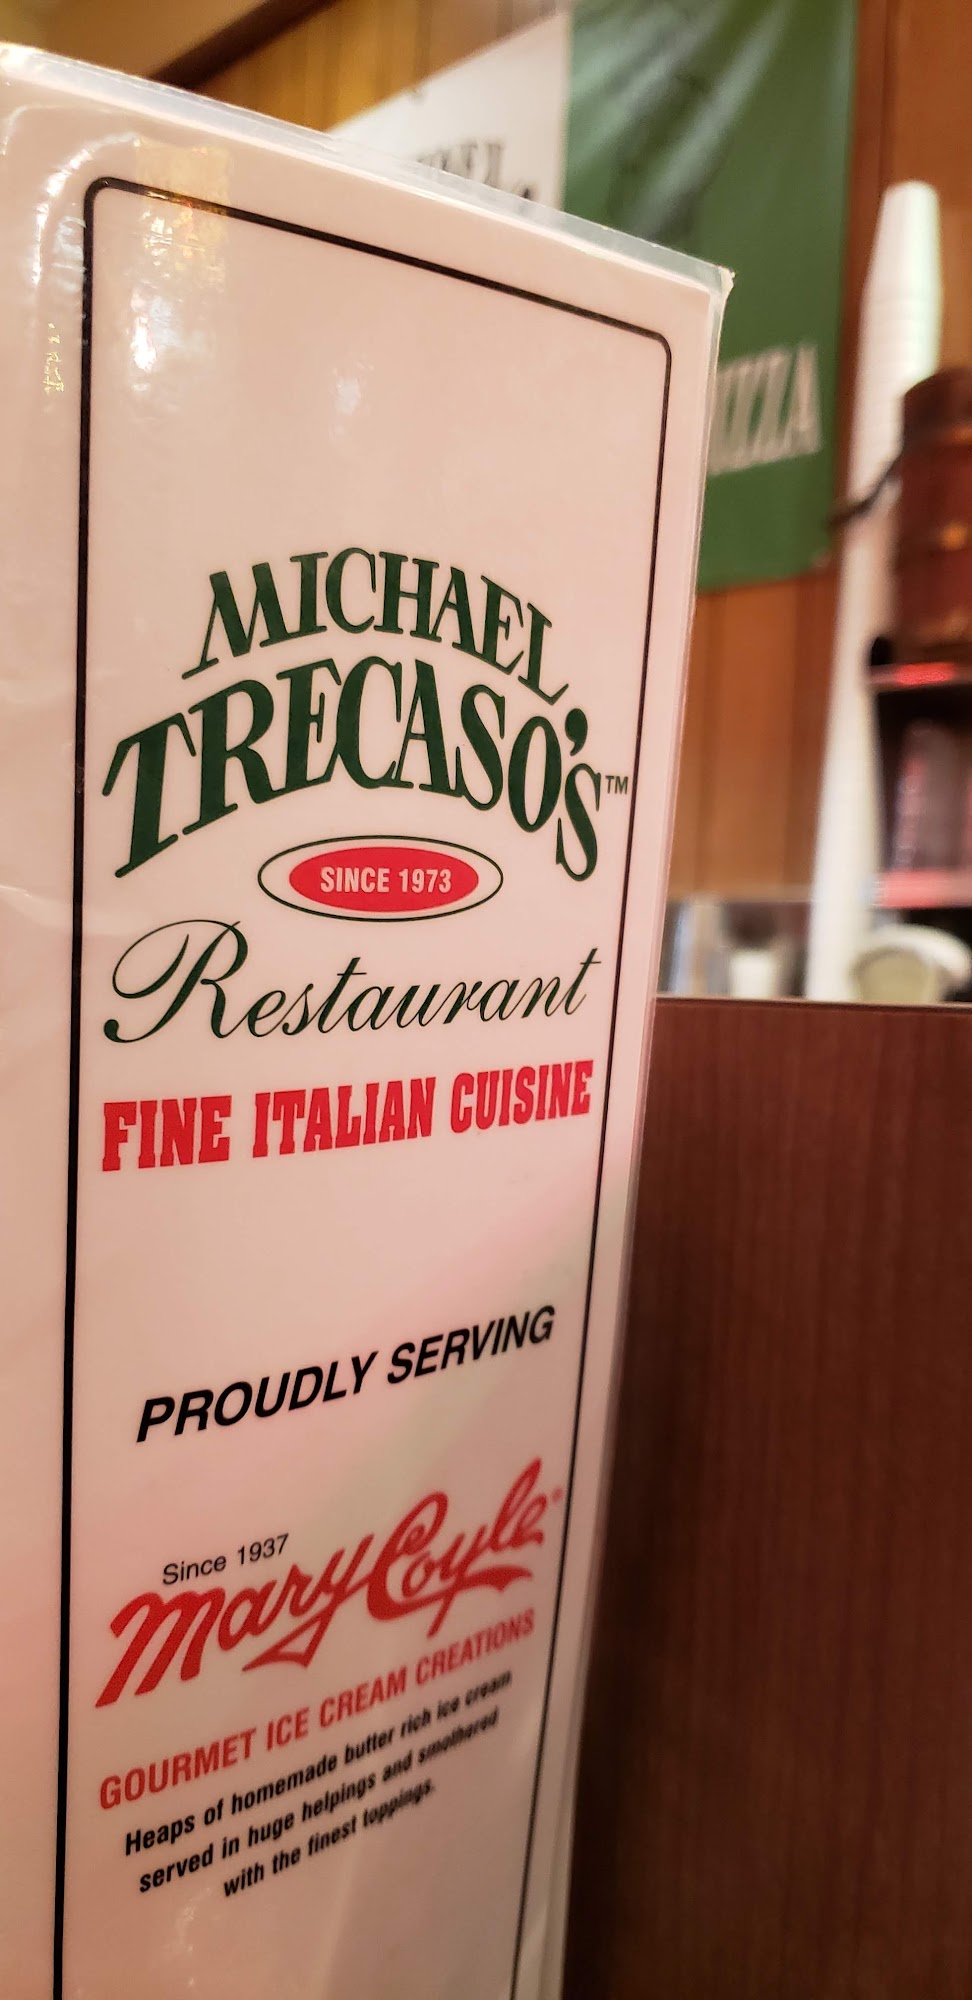 MICHAEL
TRECASO'S™
SINCE 1973
Restaurant
FINE ITALIAN CUISINE
PROUDLY SERVING
Since 1937
Mary Coyle®
GOURMET ICE CREAM CREATIONS
Heaps of homemade butter rich ice cream
served in huge helpings and smothered
with the finest toppings.